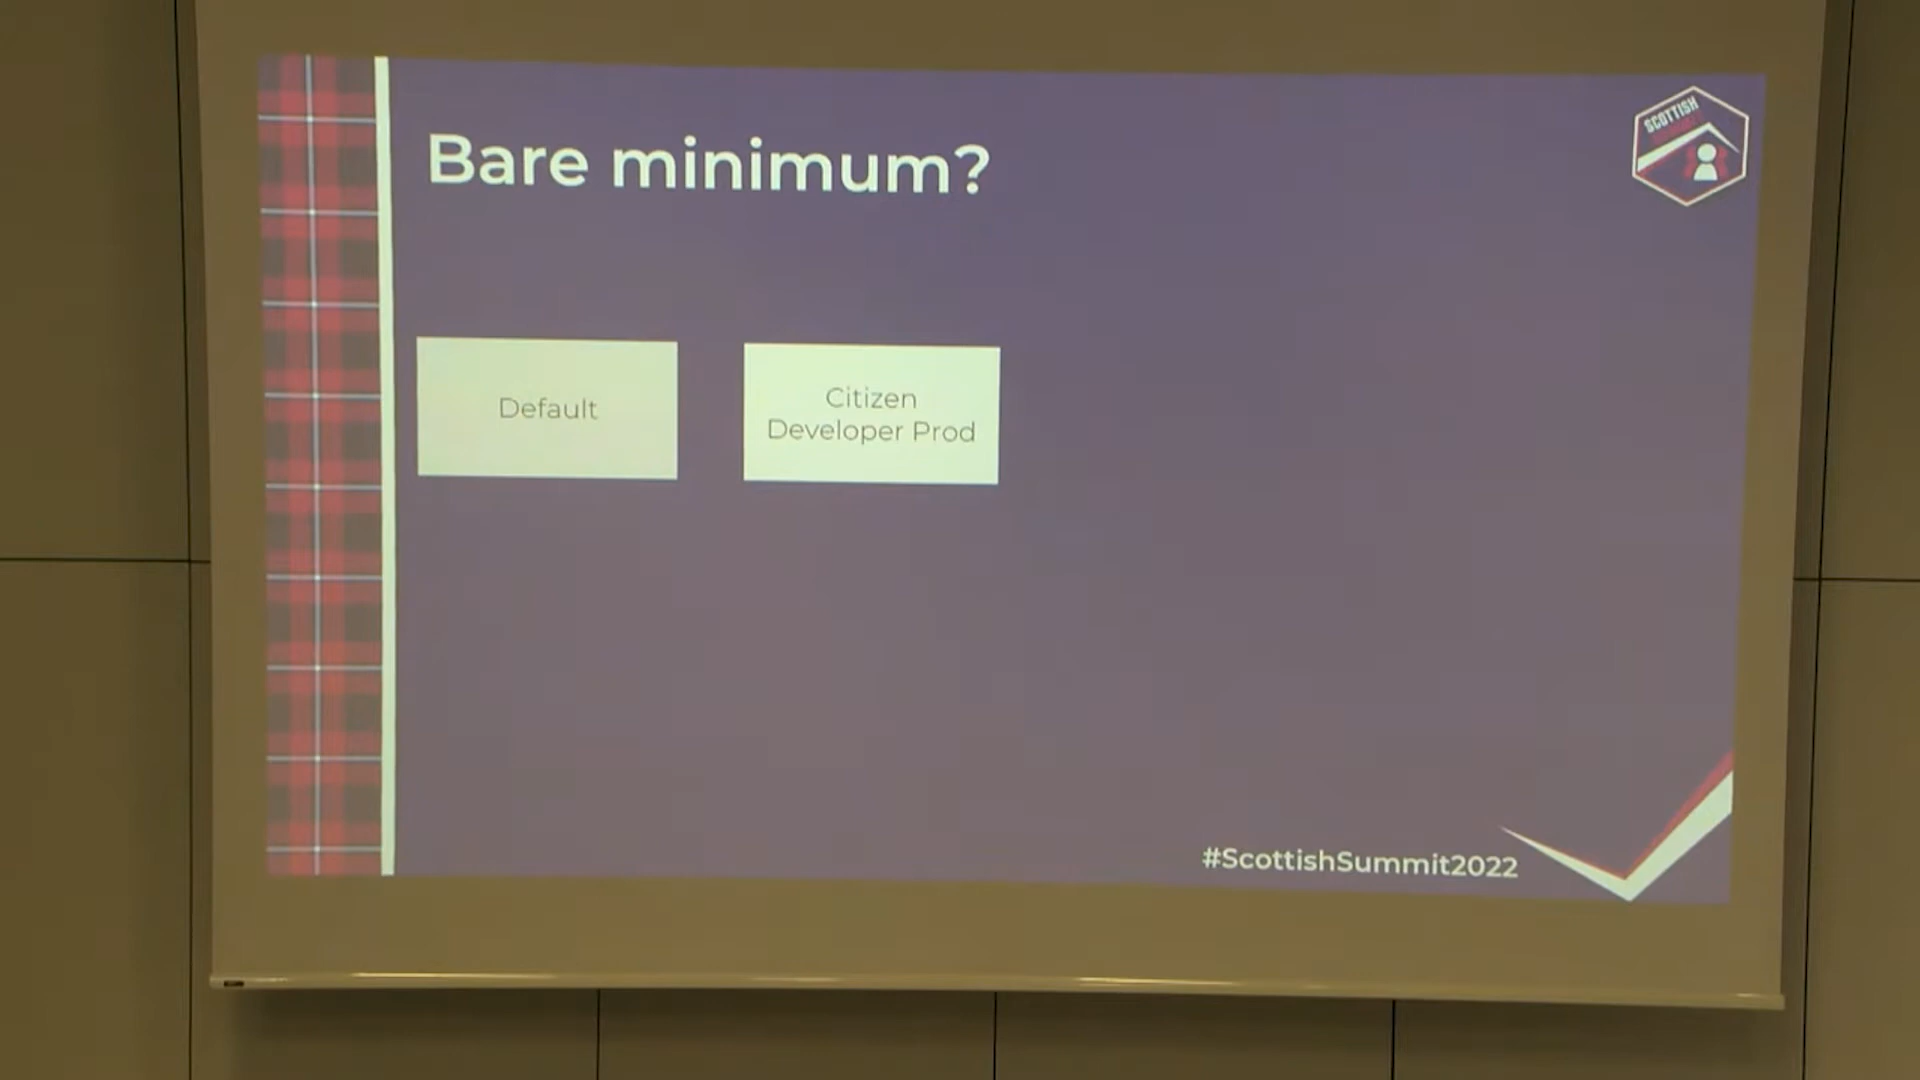 SCOTTISH
Bare minimum?
Default
Citizen
Developer Prod
#ScottishSummit2022